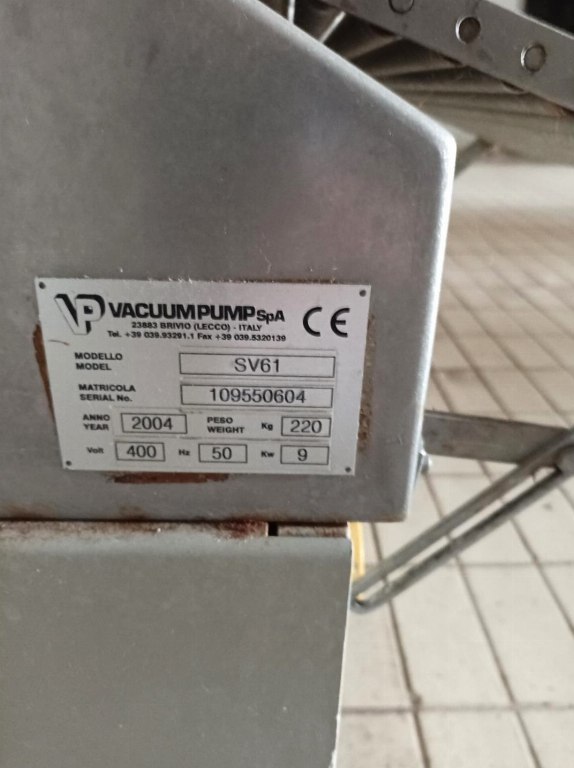 VP VACUUMPUMP SpA CE
23883 BRIVIO (LECCO) - ITALY
Tel. +39 039.93291.1 Fax +39 039.5320139
MODELLO
MODEL SV61
MATRICOLA
SERIAL No. 109550604
ANNO PESO
YEAR 2004 WEIGHT Kg 220
Volt 400 Hz 50 Kw 9